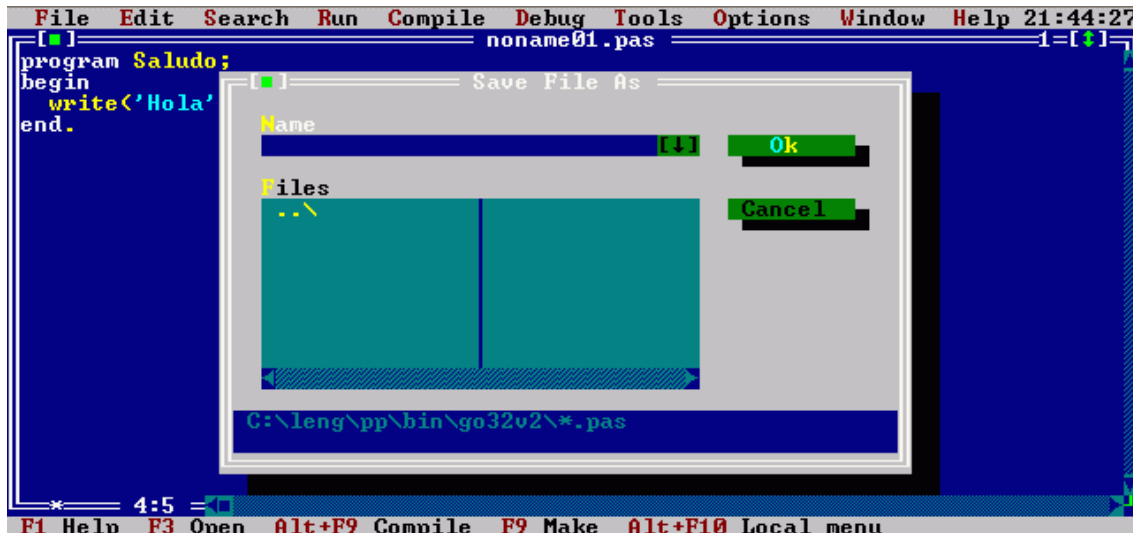 File Edit Search Run Compile Debug Tools Options Window Help 21:44:27
[■] noname01.pas 1=[↕]
program Saludo;
begin
write('Hola'
end.
[■] Save File As
Name
[↓] Ok
Files
..\
Cancel
C:\leng\pp\bin\go32v2\*.pas
* 4:5
F1 Help F3 Open Alt+F9 Compile F9 Make Alt+F10 Local menu